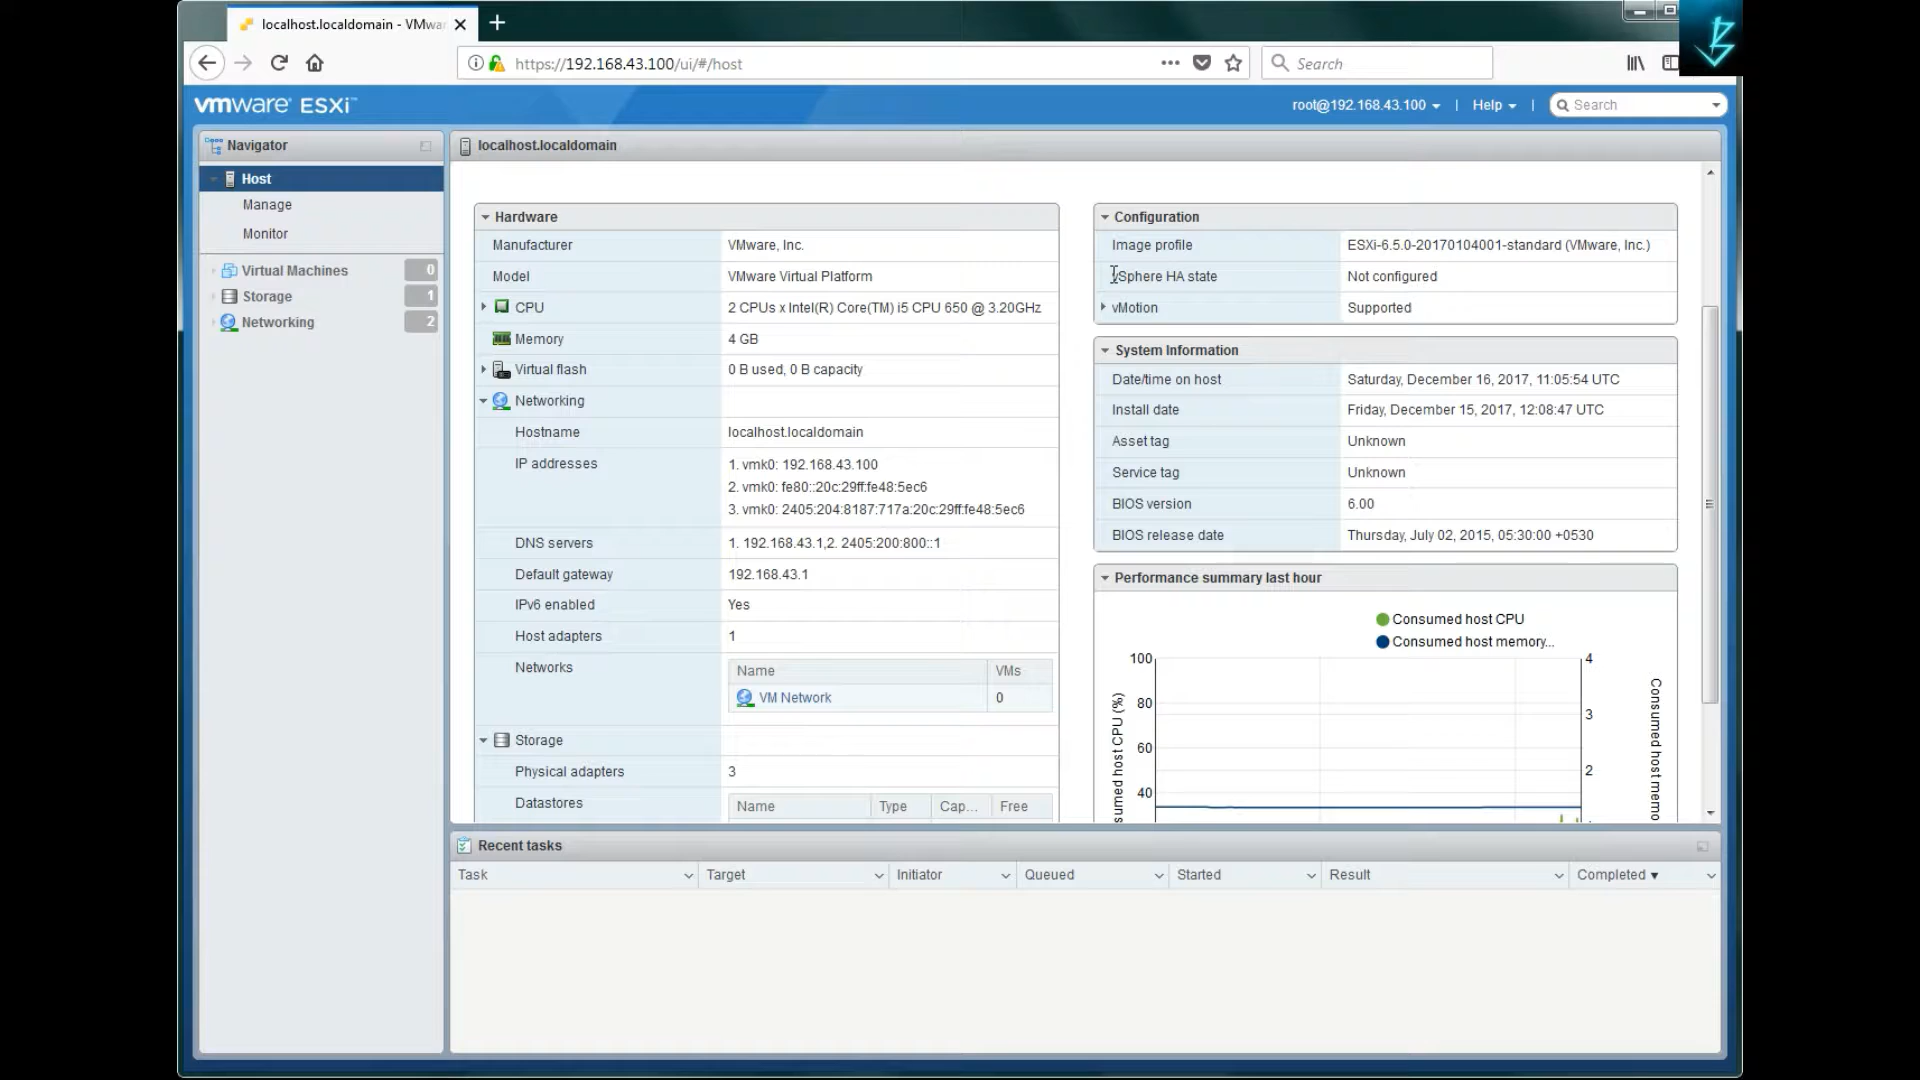 localhost.localdomain - VMwa
https://192.168.43.100/ui/#/host
Search
vmware ESXi™
root@192.168.43.100
Help
Search
Navigator
Host
Manage
Monitor
Virtual Machines 0
Storage 1
Networking 2
localhost.localdomain
Hardware
Manufacturer VMware, Inc.
Model VMware Virtual Platform
CPU 2 CPUs x Intel(R) Core(TM) i5 CPU 650 @ 3.20GHz
Memory 4 GB
Virtual flash 0 B used, 0 B capacity
Networking
Hostname localhost.localdomain
IP addresses 1. vmk0: 192.168.43.100
2. vmk0: fe80::20c:29ff:fe48:5ec6
3. vmk0: 2405:204:8187:717a:20c:29ff:fe48:5ec6
DNS servers 1. 192.168.43.1,2. 2405:200:800::1
Default gateway 192.168.43.1
IPv6 enabled Yes
Host adapters 1
Networks Name VMs
VM Network 0
Storage
Physical adapters 3
Datastores Name Type Cap... Free
Configuration
Image profile ESXi-6.5.0-20170104001-standard (VMware, Inc.)
vSphere HA state Not configured
vMotion Supported
System Information
Date/time on host Saturday, December 16, 2017, 11:05:54 UTC
Install date Friday, December 15, 2017, 12:08:47 UTC
Asset tag Unknown
Service tag Unknown
BIOS version 6.00
BIOS release date Thursday, July 02, 2015, 05:30:00 +0530
Performance summary last hour
Consumed host CPU
Consumed host memory...
100 4
80 3
60 2
40
sumed host CPU (%)
Consumed host memo
Recent tasks
Task Target Initiator Queued Started Result Completed ▼